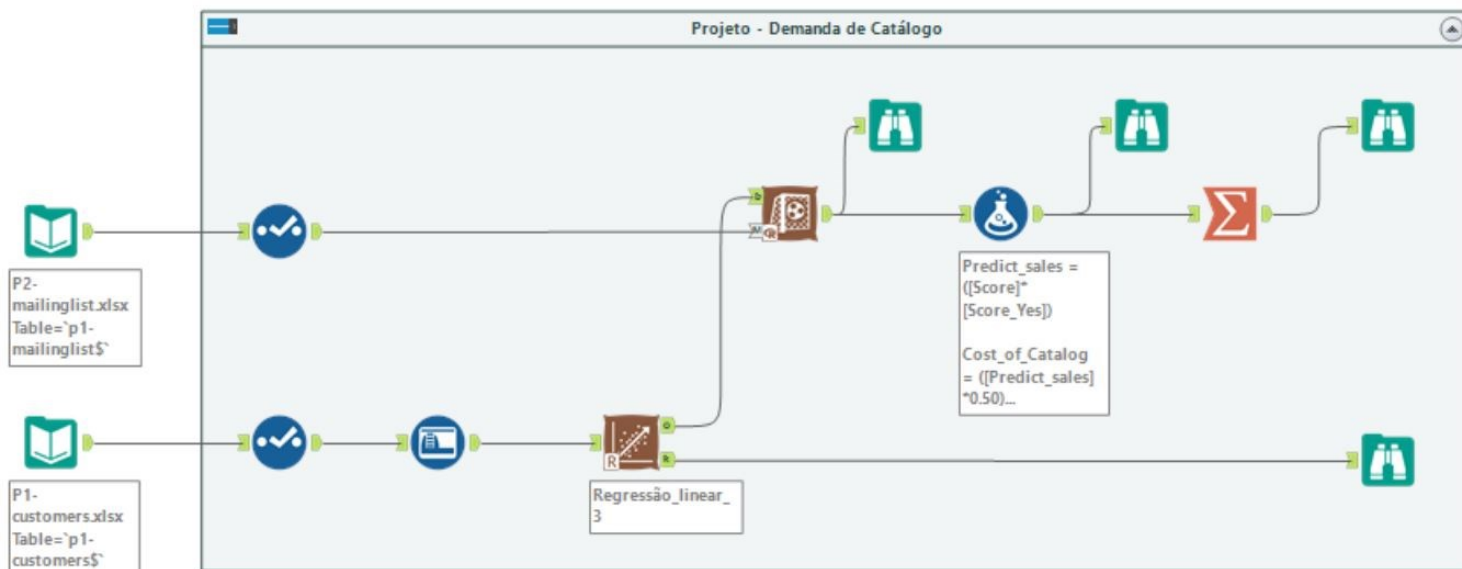 Projeto - Demanda de Catálogo
P2-
mailinglist.xlsx
Table=`p1-
mailinglist$`
Predict_sales =
([Score]*
[Score_Yes])
Cost_of_Catalog
= ([Predict_sales]
*0.50)...
P1-
customers.xlsx
Table=`p1-
customers$`
Regressão_linear_
3